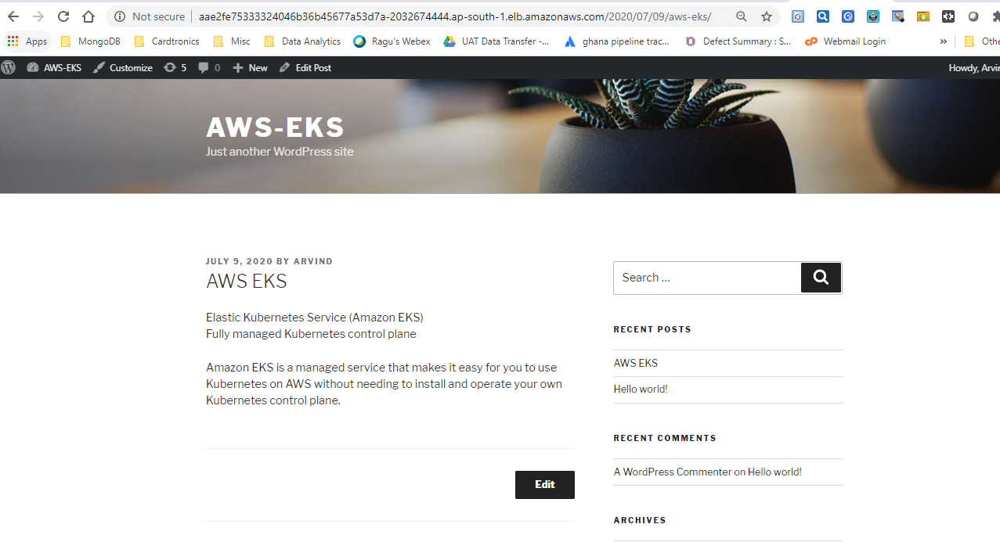 Not secure aae2fe75333324046b36b45677a53d7a-2032674444.ap-south-1.elb.amazonaws.com/2020/07/09/aws-eks/
Apps MongoDB Cardtronics Misc Data Analytics Ragu's Webex UAT Data Transfer -... ghana pipeline trac... Defect Summary : S... Webmail Login » Othe
AWS-EKS Customize 5 0 New Edit Post Howdy, Arvin
AWS-EKS
Just another WordPress site
JULY 9, 2020 BY ARVIND
AWS EKS
Elastic Kubernetes Service (Amazon EKS)
Fully managed Kubernetes control plane
Amazon EKS is a managed service that makes it easy for you to use
Kubernetes on AWS without needing to install and operate your own
Kubernetes control plane.
Edit
Search ...
RECENT POSTS
AWS EKS
Hello world!
RECENT COMMENTS
A WordPress Commenter on Hello world!
ARCHIVES